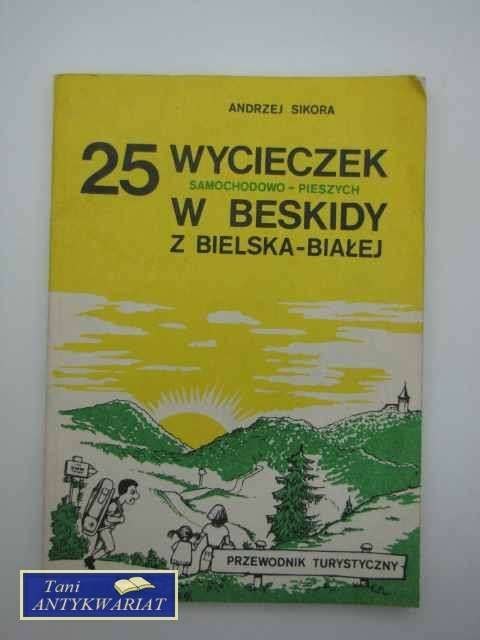 ANDRZEJ SIKORA
25 WYCIECZEK
SAMOCHODOWO-PIESZYCH
W BESKIDY
Z BIELSKA-BIAŁEJ
PRZEWODNIK TURYSTYCZNY
Tani
ANTYKWARIAT